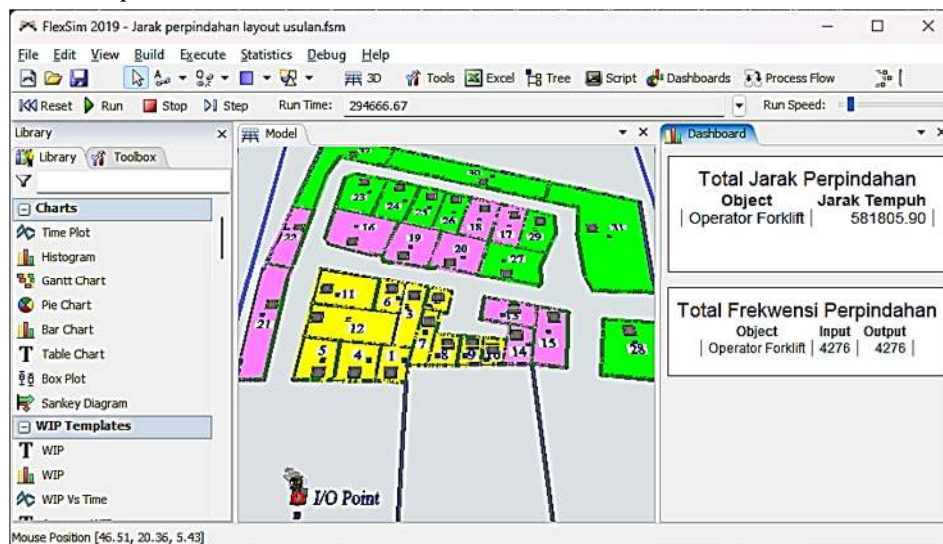 FlexSim 2019 - Jarak perpindahan layout usulan.fsm
File Edit View Build Execute Statistics Debug Help
3D Tools Excel Tree Script Dashboards Process Flow
Reset Run Stop Step Run Time: 294666.67 Run Speed:
Library
Library Toolbox
Charts
Time Plot
Histogram
Gantt Chart
Pie Chart
Bar Chart
Table Chart
Box Plot
Sankey Diagram
WIP Templates
WIP
WIP
WIP Vs Time
Model
30
23 24 25 26 18 17 29 31
22 16 19 20 27
11 6 3
21 12 13 15 28
5 4 1 7 8 9 10 14
I/O Point
Dashboard
Total Jarak Perpindahan
Object Jarak Tempuh
Operator Forklift 581805.90
Total Frekwensi Perpindahan
Object Input Output
Operator Forklift 4276 4276
Mouse Position [46.51, 20.36, 5.43]